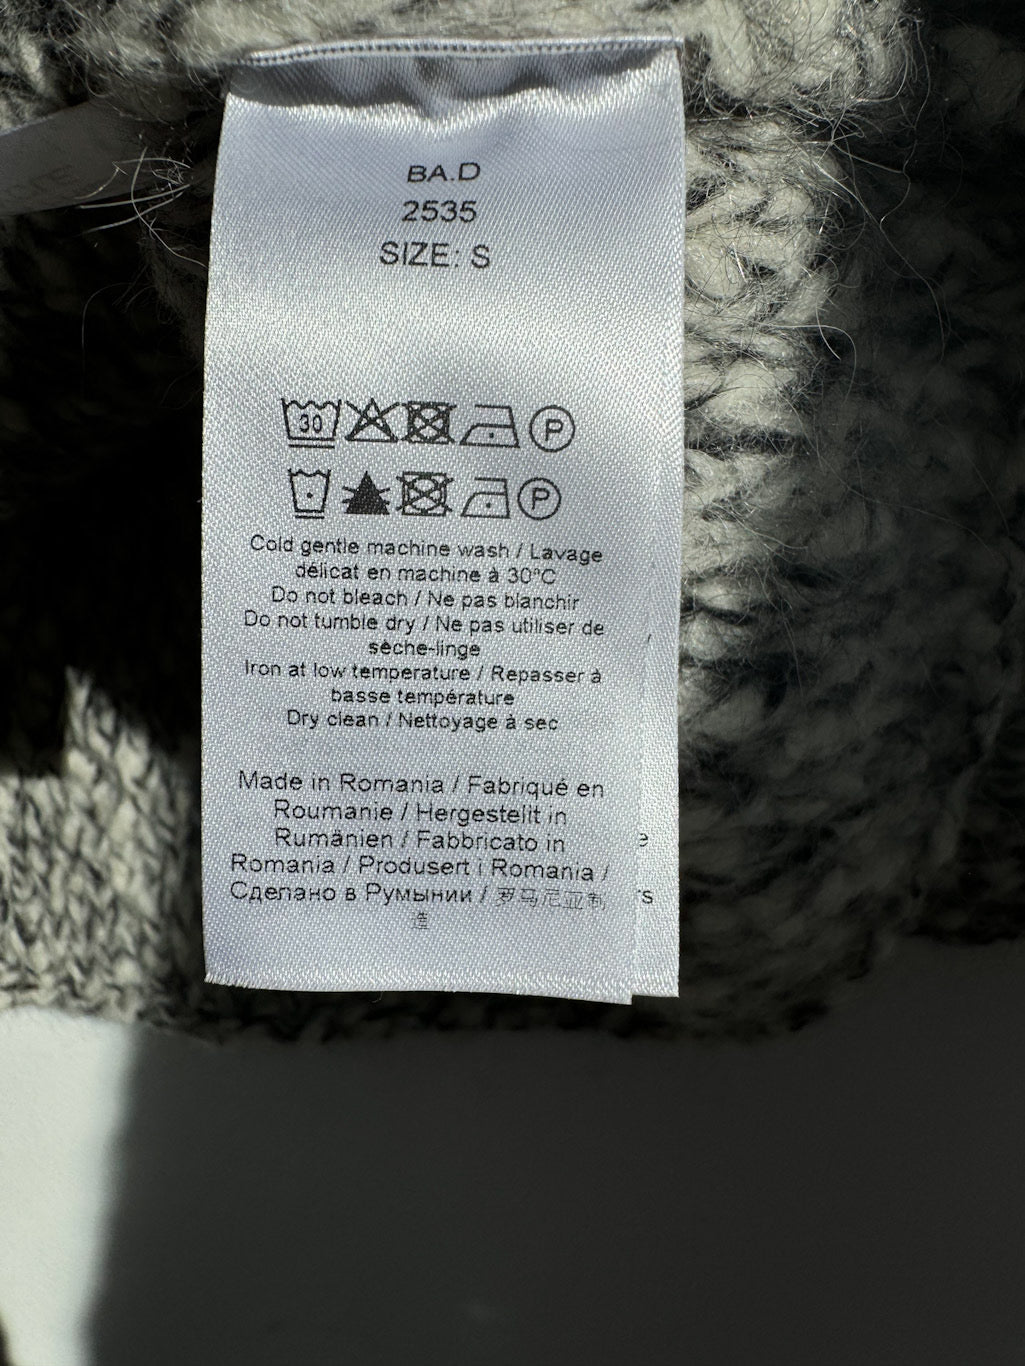 BA.D
2535
SIZE: S
30 P
P
Cold gentle machine wash / Lavage
délicat en machine à 30°C
Do not bleach / Ne pas blanchir
Do not tumble dry / Ne pas utiliser de
sèche-linge
Iron at low temperature / Repasser à
basse température
Dry clean / Nettoyage à sec
Made in Romania / Fabriqué en
Roumanie / Hergestellt in
Rumänien / Fabbricato in
Romania / Produsert i Romania /
Сделано в Румынии / 罗马尼亚制
造
e
rs